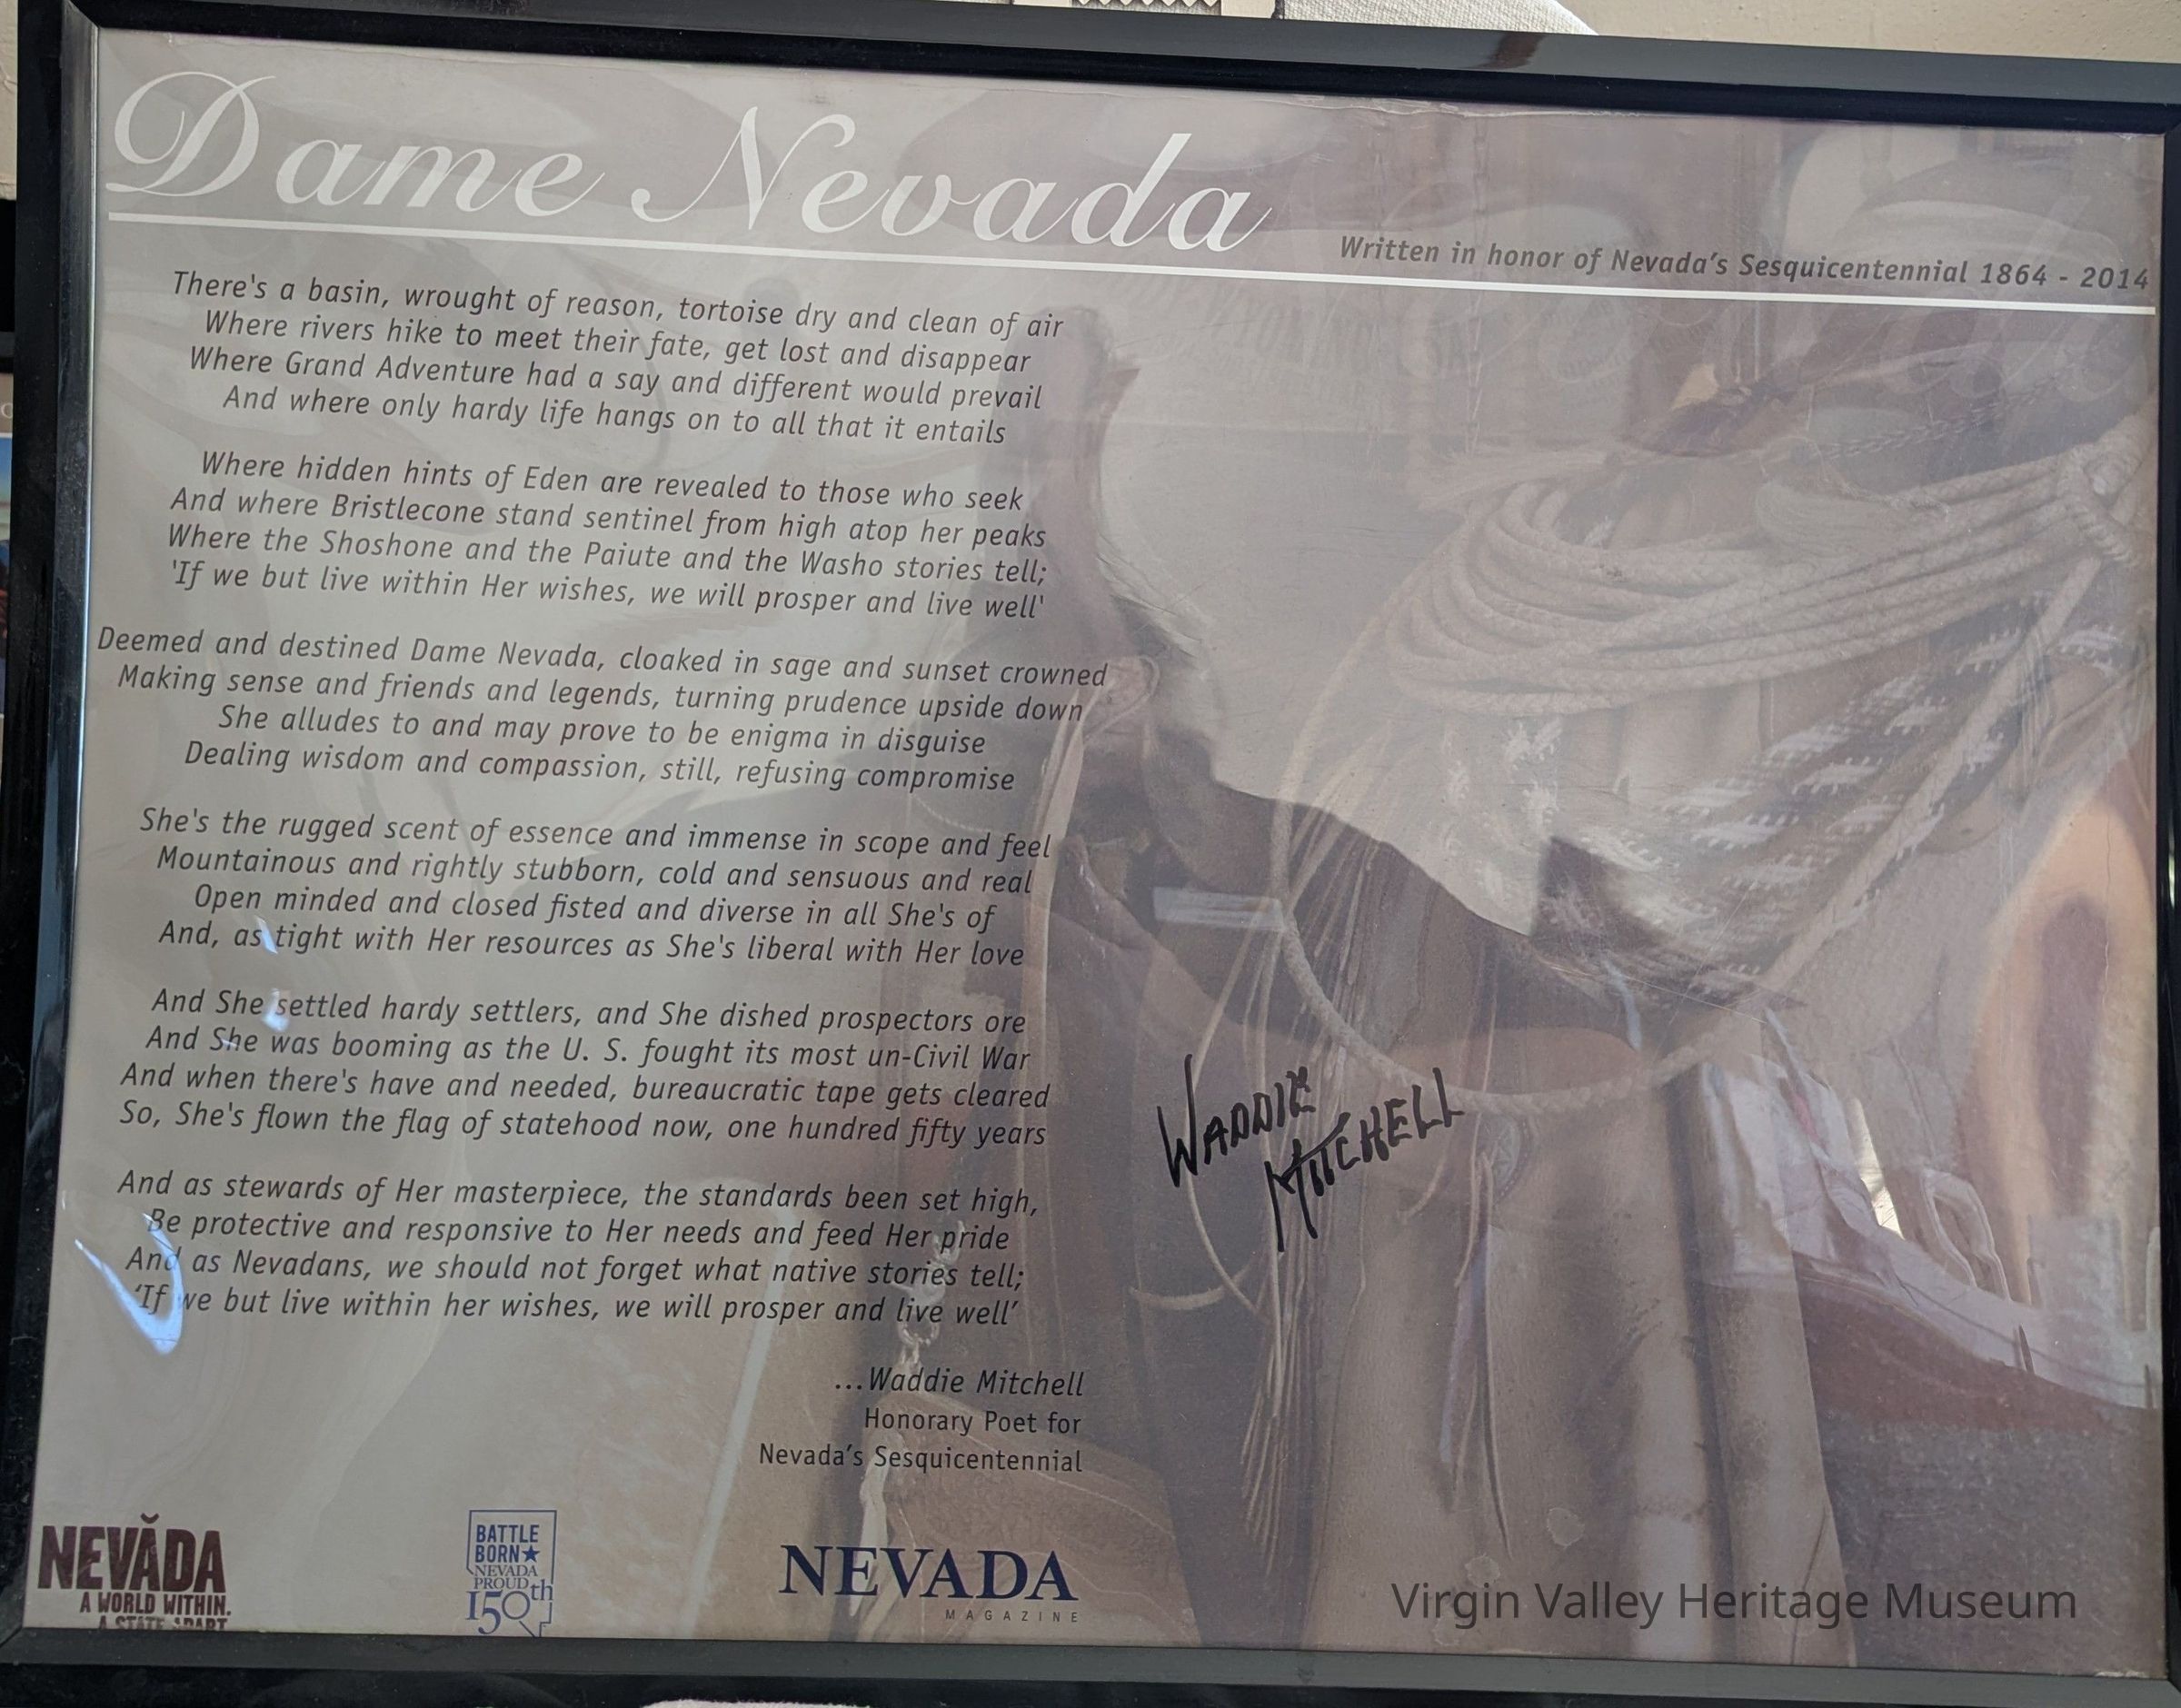 Dame Nevada
Written in honor of Nevada's Sesquicentennial 1864 - 2014
There's a basin, wrought of reason, tortoise dry and clean of air
Where rivers hike to meet their fate, get lost and disappear
Where Grand Adventure had a say and different would prevail
And where only hardy life hangs on to all that it entails
Where hidden hints of Eden are revealed to those who seek
And where Bristlecone stand sentinel from high atop her peaks
Where the Shoshone and the Paiute and the Washo stories tell;
'If we but live within Her wishes, we will prosper and live well'
Deemed and destined Dame Nevada, cloaked in sage and sunset crowned
Making sense and friends and legends, turning prudence upside down
She alludes to and may prove to be enigma in disguise
Dealing wisdom and compassion, still, refusing compromise
She's the rugged scent of essence and immense in scope and feel
Mountainous and rightly stubborn, cold and sensuous and real
Open minded and closed fisted and diverse in all She's of
And, as tight with Her resources as She's liberal with Her love
And She settled hardy settlers, and She dished prospectors ore
And She was booming as the U. S. fought its most un-Civil War
And when there's have and needed, bureaucratic tape gets cleared
So, She's flown the flag of statehood now, one hundred fifty years
And as stewards of Her masterpiece, the standards been set high,
Be protective and responsive to Her needs and feed Her pride
And as Nevadans, we should not forget what native stories tell;
'If we but live within her wishes, we will prosper and live well'
...Waddie Mitchell
Honorary Poet for
Nevada's Sesquicentennial
WADDIE
MITCHELL
NEVĂDA
A WORLD WITHIN.
A STATE APART
BATTLE
BORN★
NEVADA
PROUD
150th
NEVADA
MAGAZINE
Virgin Valley Heritage Museum